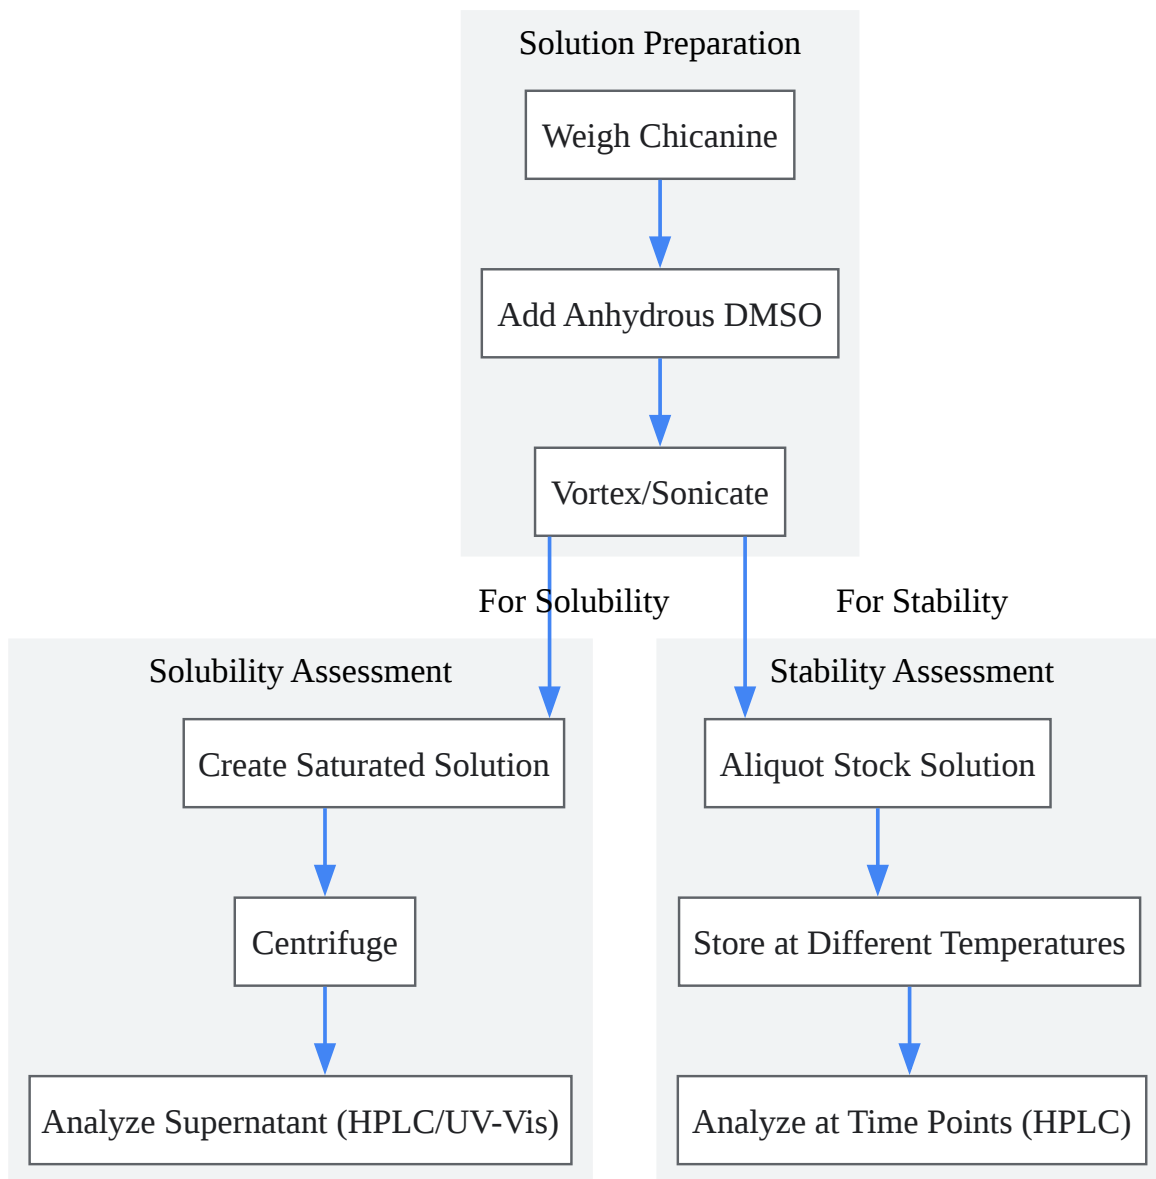 Solution Preparation
Weigh Chicanine
Add Anhydrous DMSO
Vortex/Sonicate
For Solubility
For Stability
Solubility Assessment
Create Saturated Solution
Centrifuge
Analyze Supernatant (HPLC/UV-Vis)
Stability Assessment
Aliquot Stock Solution
Store at Different Temperatures
Analyze at Time Points (HPLC)